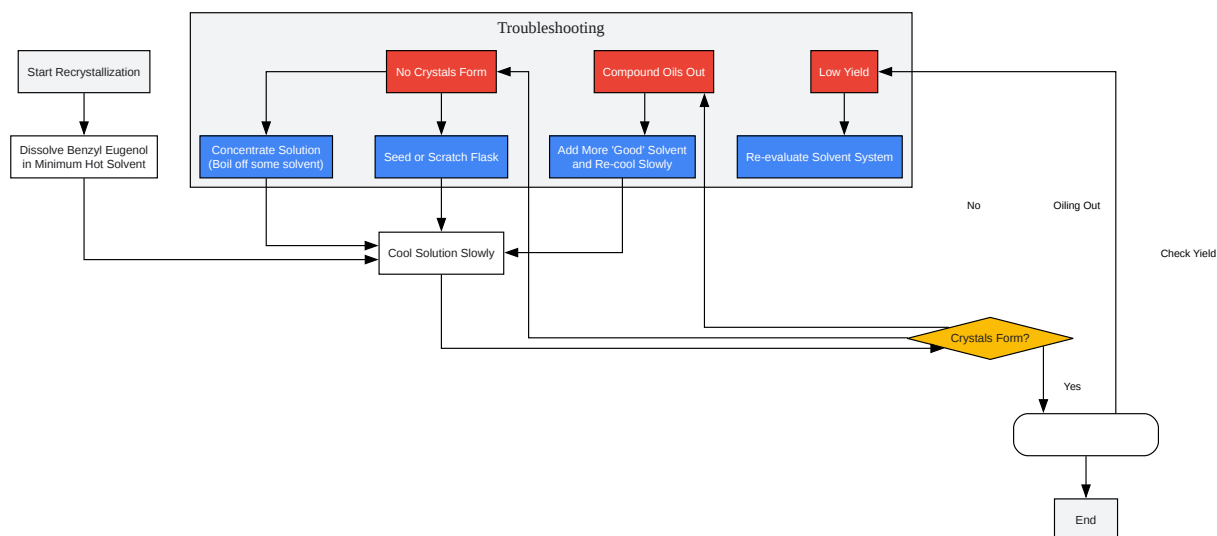 Troubleshooting
Start Recrystallization
No Crystals Form
Compound Oils Out
Low Yield
Dissolve Benzyl Eugenol
in Minimum Hot Solvent
Concentrate Solution
(Boil off some solvent)
Seed or Scratch Flask
Add More 'Good' Solvent
and Re-cool Slowly
Re-evaluate Solvent System
No
Oiling Out
Cool Solution Slowly
Check Yield
Crystals Form?
Yes
End